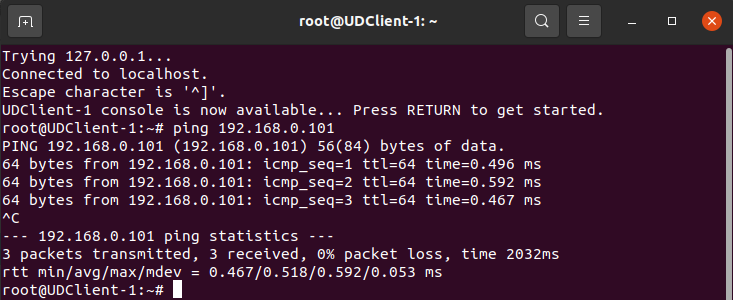 root@UDClient-1: ~
Trying 127.0.0.1...
Connected to localhost.
Escape character is '^]'.
UDClient-1 console is now available... Press RETURN to get started.
root@UDClient-1:~# ping 192.168.0.101
PING 192.168.0.101 (192.168.0.101) 56(84) bytes of data.
64 bytes from 192.168.0.101: icmp_seq=1 ttl=64 time=0.496 ms
64 bytes from 192.168.0.101: icmp_seq=2 ttl=64 time=0.592 ms
64 bytes from 192.168.0.101: icmp_seq=3 ttl=64 time=0.467 ms
^C
--- 192.168.0.101 ping statistics ---
3 packets transmitted, 3 received, 0% packet loss, time 2032ms
rtt min/avg/max/mdev = 0.467/0.518/0.592/0.053 ms
root@UDClient-1:~#